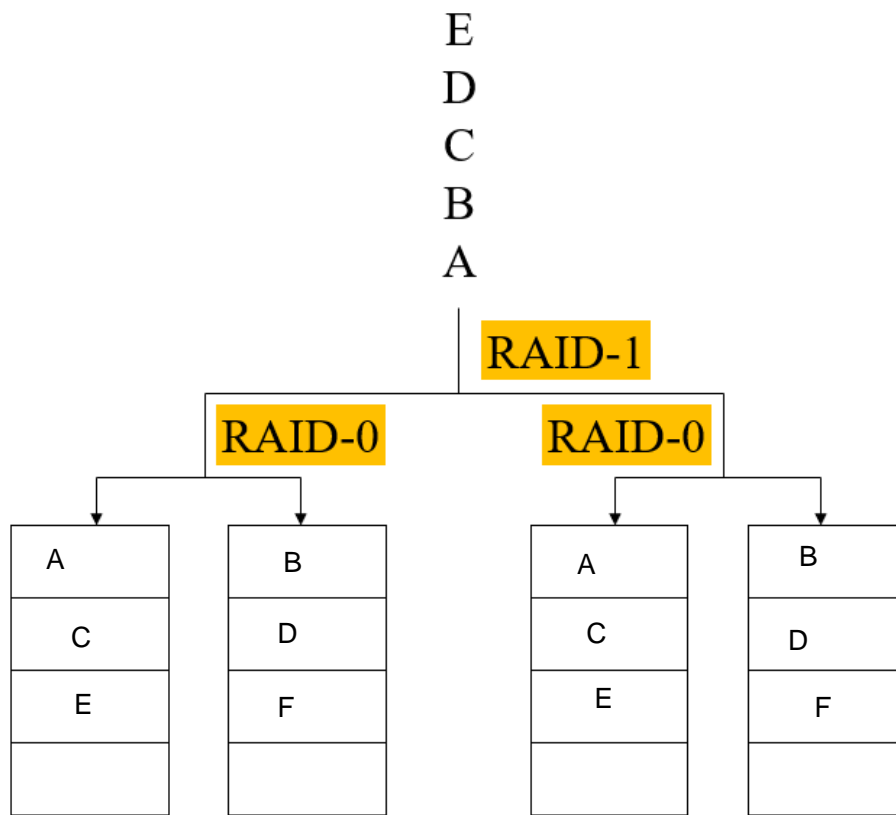 E
D
C
B
A
RAID-1
RAID-0 RAID-0
A B A B
C D C D
E F E F